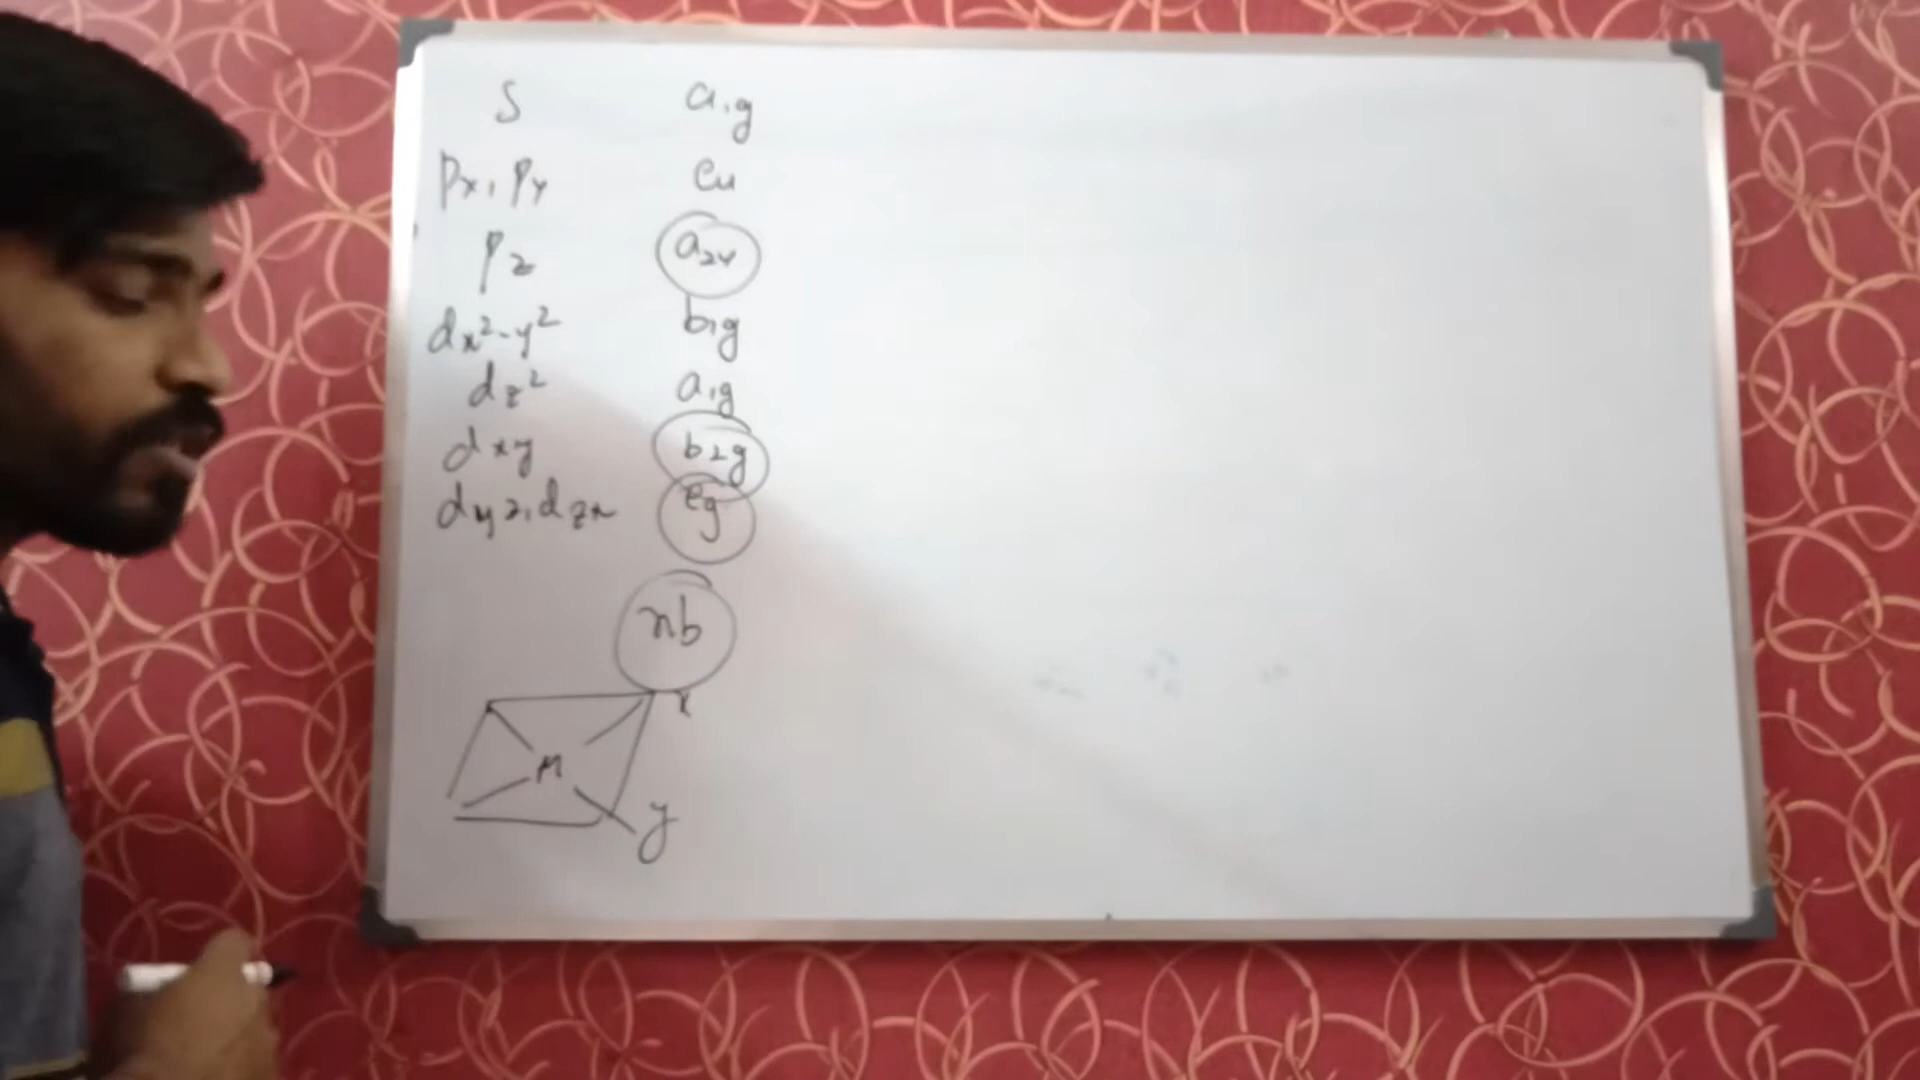 S a1g
Px, Py eu
Pz a2u
dx²-y² b1g
dz² a1g
dxy b2g
dyz, dzx eg
nb
x
M
y